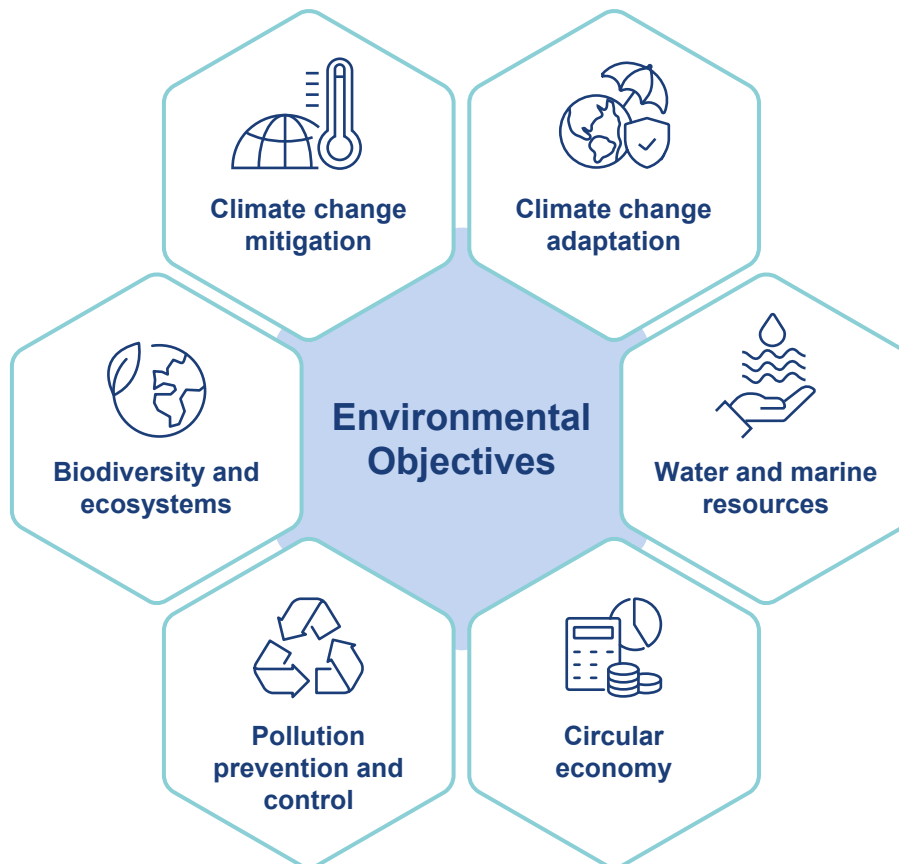 Climate change
mitigation
Climate change
adaptation
Biodiversity and
ecosystems
Environmental
Objectives
Water and marine
resources
Pollution
prevention and
control
Circular
economy